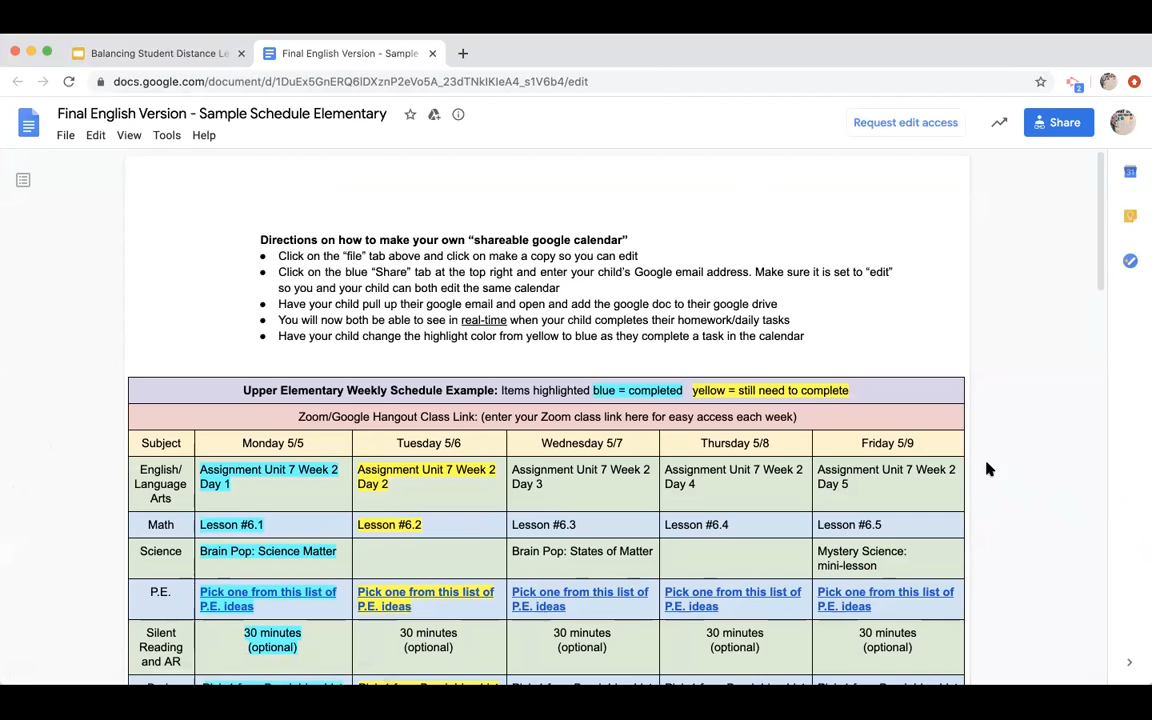 Balancing Student Distance Le
Final English Version - Sample
docs.google.com/document/d/1DuEx5GnERQ6lDXznP2eVo5A_23dTNkIKIeA4_s1V6b4/edit
2
Final English Version - Sample Schedule Elementary
Request edit access
Share
File Edit View Tools Help
31
Directions on how to make your own “shareable google calendar”
● Click on the “file” tab above and click on make a copy so you can edit
● Click on the blue “Share” tab at the top right and enter your child’s Google email address. Make sure it is set to “edit”
so you and your child can both edit the same calendar
● Have your child pull up their google email and open and add the google doc to their google drive
● You will now both be able to see in real-time when your child completes their homework/daily tasks
● Have your child change the highlight color from yellow to blue as they complete a task in the calendar
Upper Elementary Weekly Schedule Example: Items highlighted blue = completed yellow = still need to complete
Zoom/Google Hangout Class Link: (enter your Zoom class link here for easy access each week)
Subject Monday 5/5 Tuesday 5/6 Wednesday 5/7 Thursday 5/8 Friday 5/9
English/ Assignment Unit 7 Week 2 Assignment Unit 7 Week 2 Assignment Unit 7 Week 2 Assignment Unit 7 Week 2 Assignment Unit 7 Week 2
Language Day 1 Day 2 Day 3 Day 4 Day 5
Arts
Math Lesson #6.1 Lesson #6.2 Lesson #6.3 Lesson #6.4 Lesson #6.5
Science Brain Pop: Science Matter Brain Pop: States of Matter Mystery Science:
mini-lesson
P.E. Pick one from this list of Pick one from this list of Pick one from this list of Pick one from this list of Pick one from this list of
P.E. ideas P.E. ideas P.E. ideas P.E. ideas P.E. ideas
Silent 30 minutes 30 minutes 30 minutes 30 minutes 30 minutes
Reading (optional) (optional) (optional) (optional) (optional)
and AR